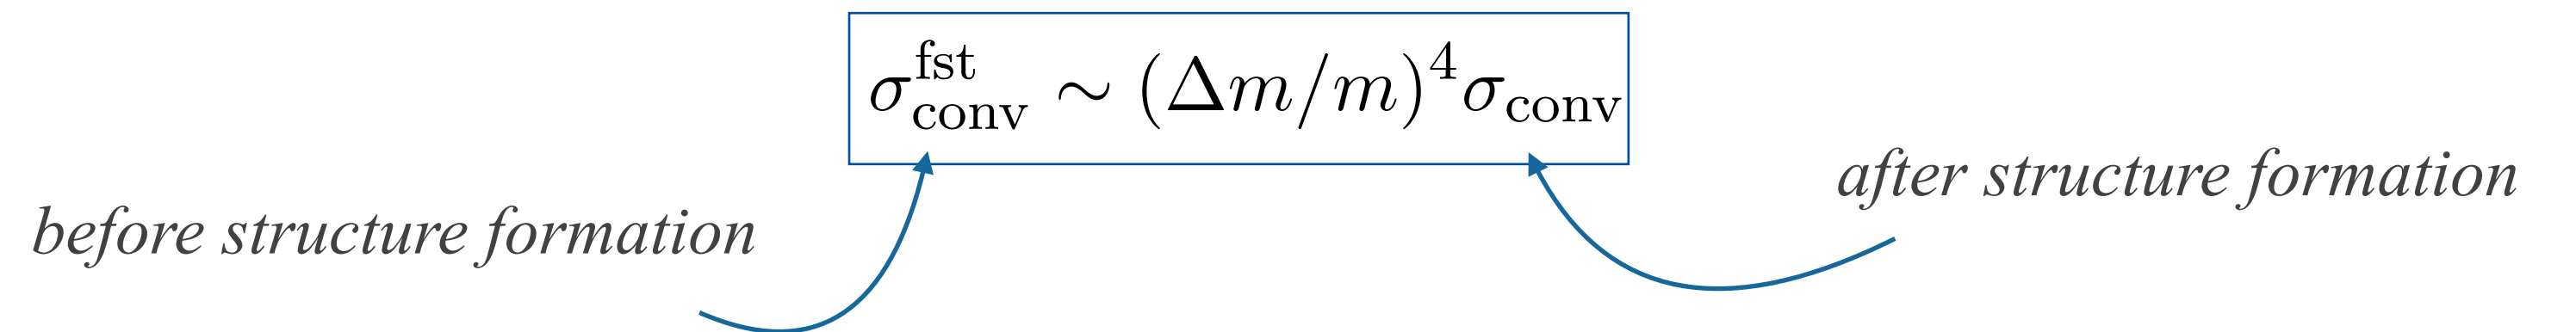 σ^fst_conv ∼ (Δm/m)^4 σ_conv
before structure formation
after structure formation